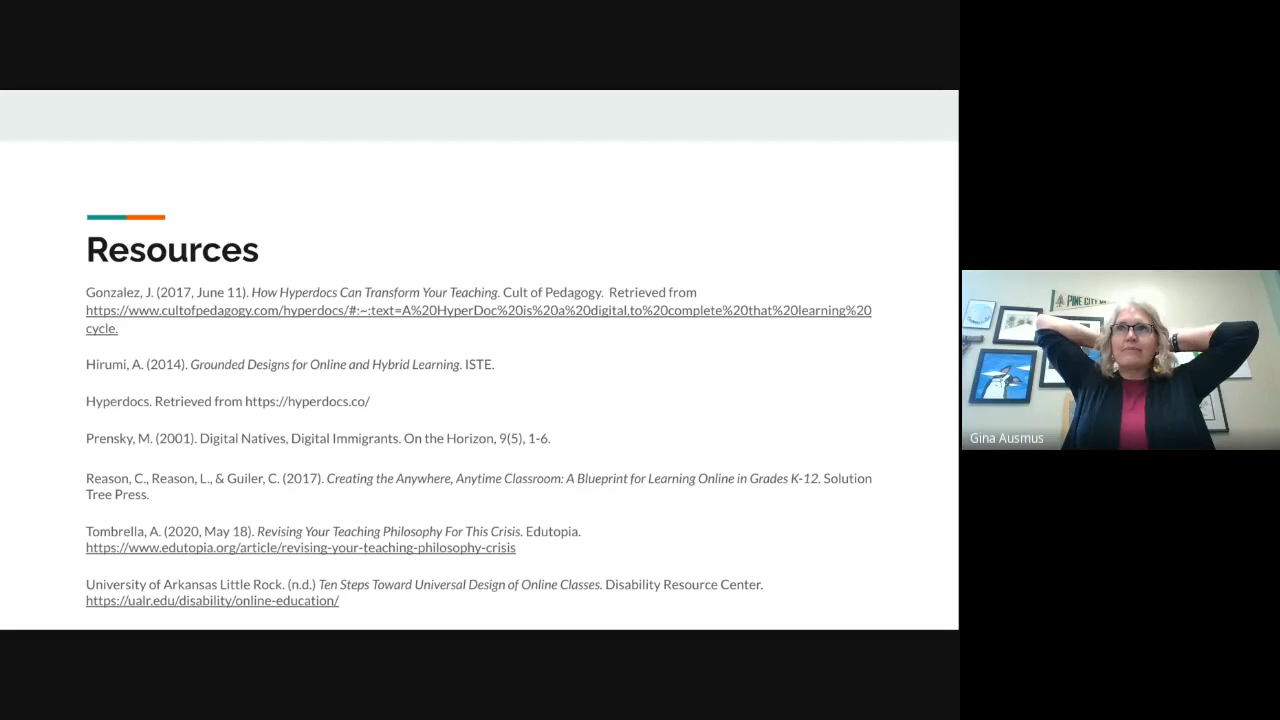 Resources
Gonzalez, J. (2017, June 11). How Hyperdocs Can Transform Your Teaching. Cult of Pedagogy. Retrieved from
https://www.cultofpedagogy.com/hyperdocs/#:~:text=A%20HyperDoc%20is%20a%20digital,to%20complete%20that%20learning%20
cycle.
Hirumi, A. (2014). Grounded Designs for Online and Hybrid Learning. ISTE.
Hyperdocs. Retrieved from https://hyperdocs.co/
Prensky, M. (2001). Digital Natives, Digital Immigrants. On the Horizon, 9(5), 1-6.
Reason, C., Reason, L., & Guiler, C. (2017). Creating the Anywhere, Anytime Classroom: A Blueprint for Learning Online in Grades K-12. Solution
Tree Press.
Tombrella, A. (2020, May 18). Revising Your Teaching Philosophy For This Crisis. Edutopia.
https://www.edutopia.org/article/revising-your-teaching-philosophy-crisis
University of Arkansas Little Rock. (n.d.) Ten Steps Toward Universal Design of Online Classes. Disability Resource Center.
https://ualr.edu/disability/online-education/
PINE CITY
Gina Ausmus